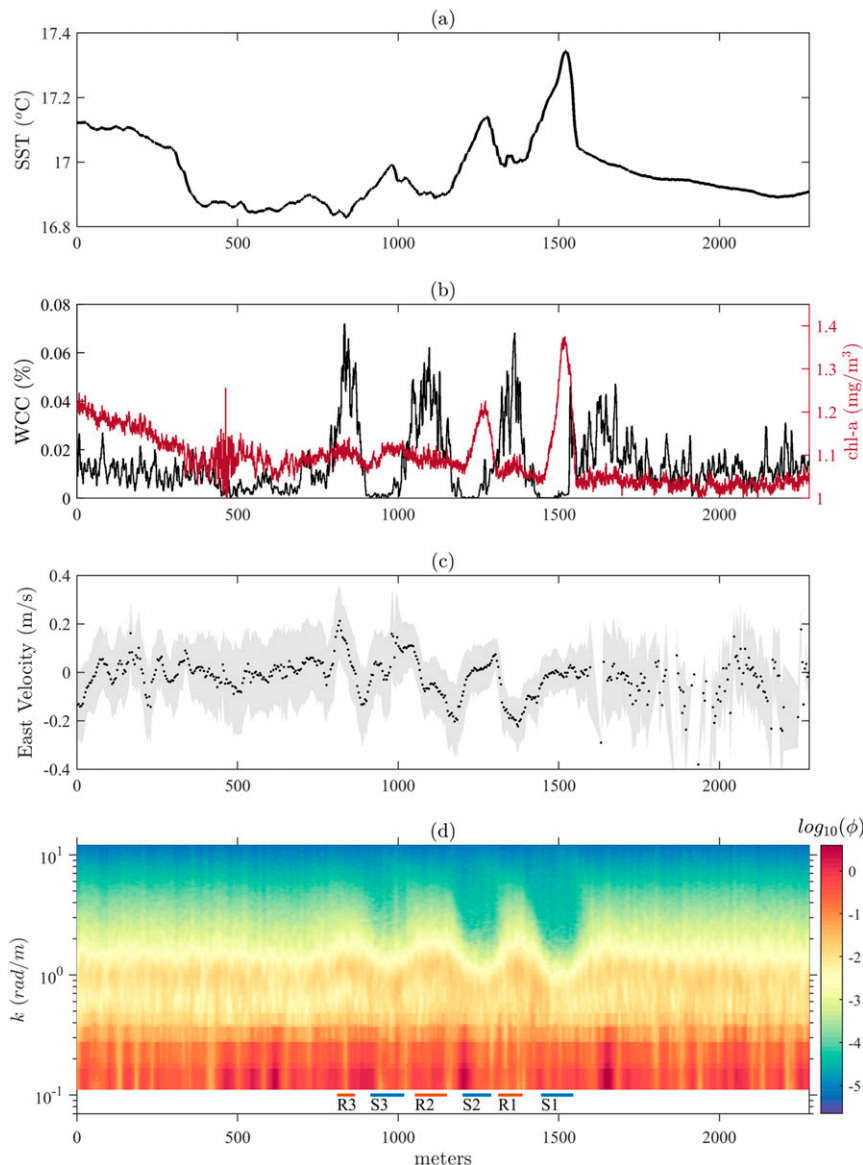 (a)
17.4
17.2
17
16.8
SST (°C)
0 500 1000 1500 2000
(b)
0.08
0.06
0.04
0.02
0
WCC (%)
1.4
1.3
1.2
1.1
1
chl-a (mg/m³)
0 500 1000 1500 2000
(c)
0.4
0.2
0
-0.2
-0.4
East Velocity (m/s)
0 500 1000 1500 2000
(d)
log₁₀(ϕ)
10¹
10⁰
10⁻¹
k (rad/m)
0
-1
-2
-3
-4
-5
R3 S3 R2 S2 R1 S1
0 500 1000 1500 2000
meters